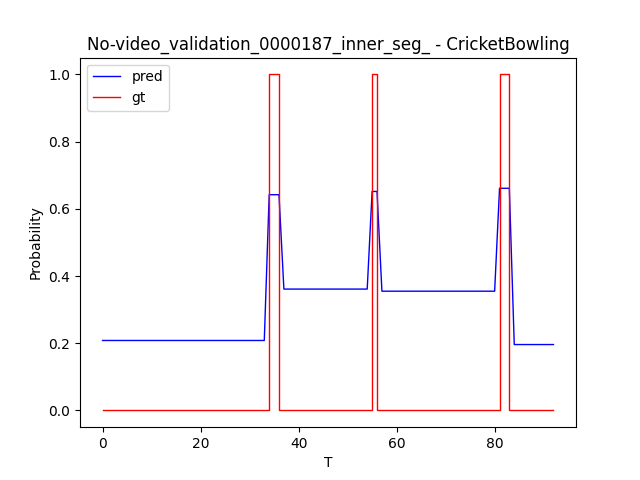 No-video_validation_0000187_inner_seg_ - CricketBowling
pred
gt
1.0
0.8
0.6
0.4
0.2
0.0
Probability
0
20
40
60
80
T